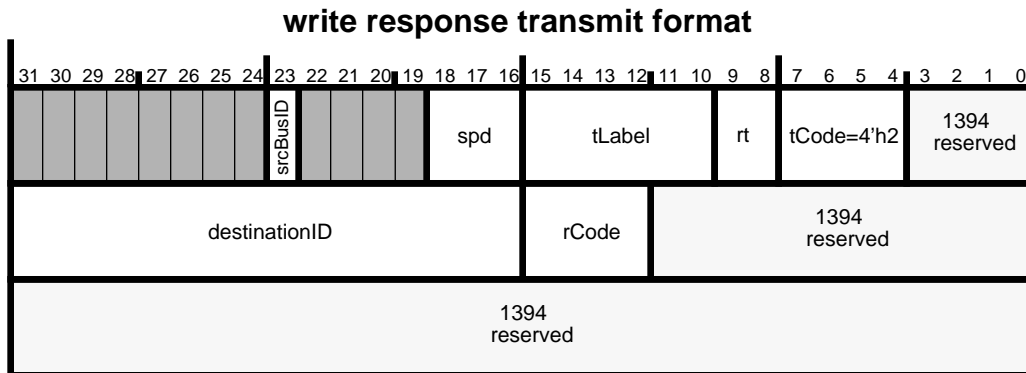 write response transmit format
31 30 29 28 27 26 25 24 23 22 21 20 19 18 17 16 15 14 13 12 11 10 9 8 7 6 5 4 3 2 1 0
srcBusID spd tLabel rt tCode=4'h2 1394
reserved
destinationID rCode 1394
reserved
1394
reserved